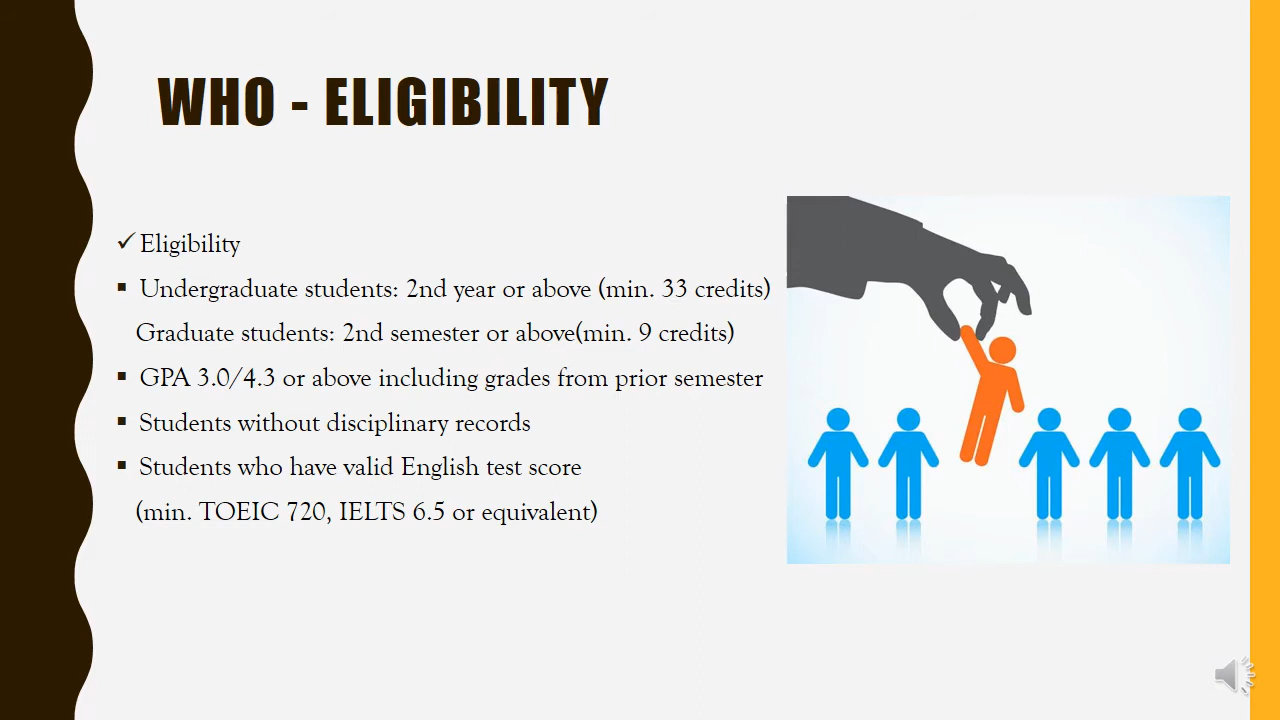 WHO - ELIGIBILITY
✓ Eligibility
▪ Undergraduate students: 2nd year or above (min. 33 credits)
Graduate students: 2nd semester or above(min. 9 credits)
▪ GPA 3.0/4.3 or above including grades from prior semester
▪ Students without disciplinary records
▪ Students who have valid English test score
(min. TOEIC 720, IELTS 6.5 or equivalent)